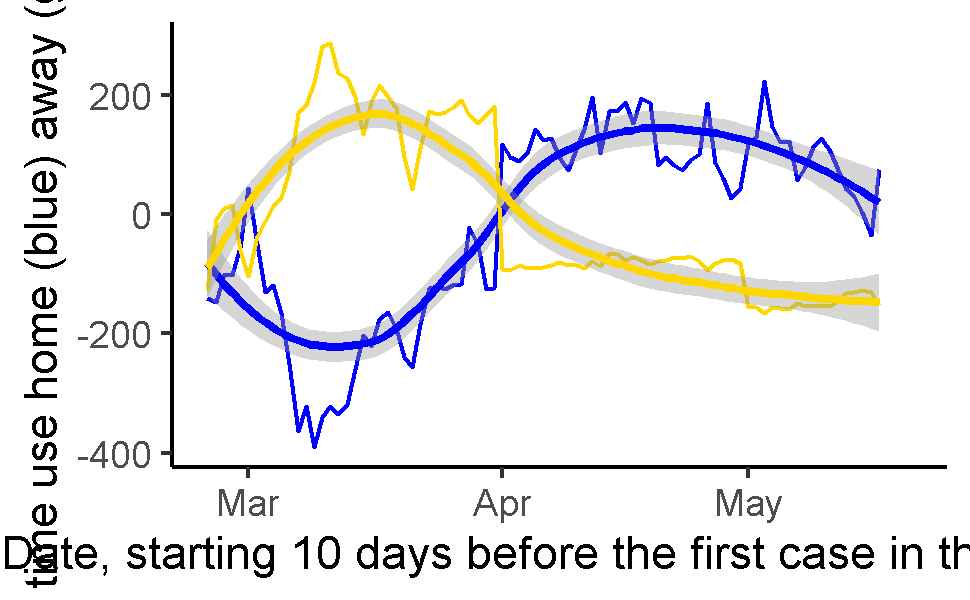 time use home (blue) away (
200
0
-200
-400
Mar Apr May
Date, starting 10 days before the first case in th